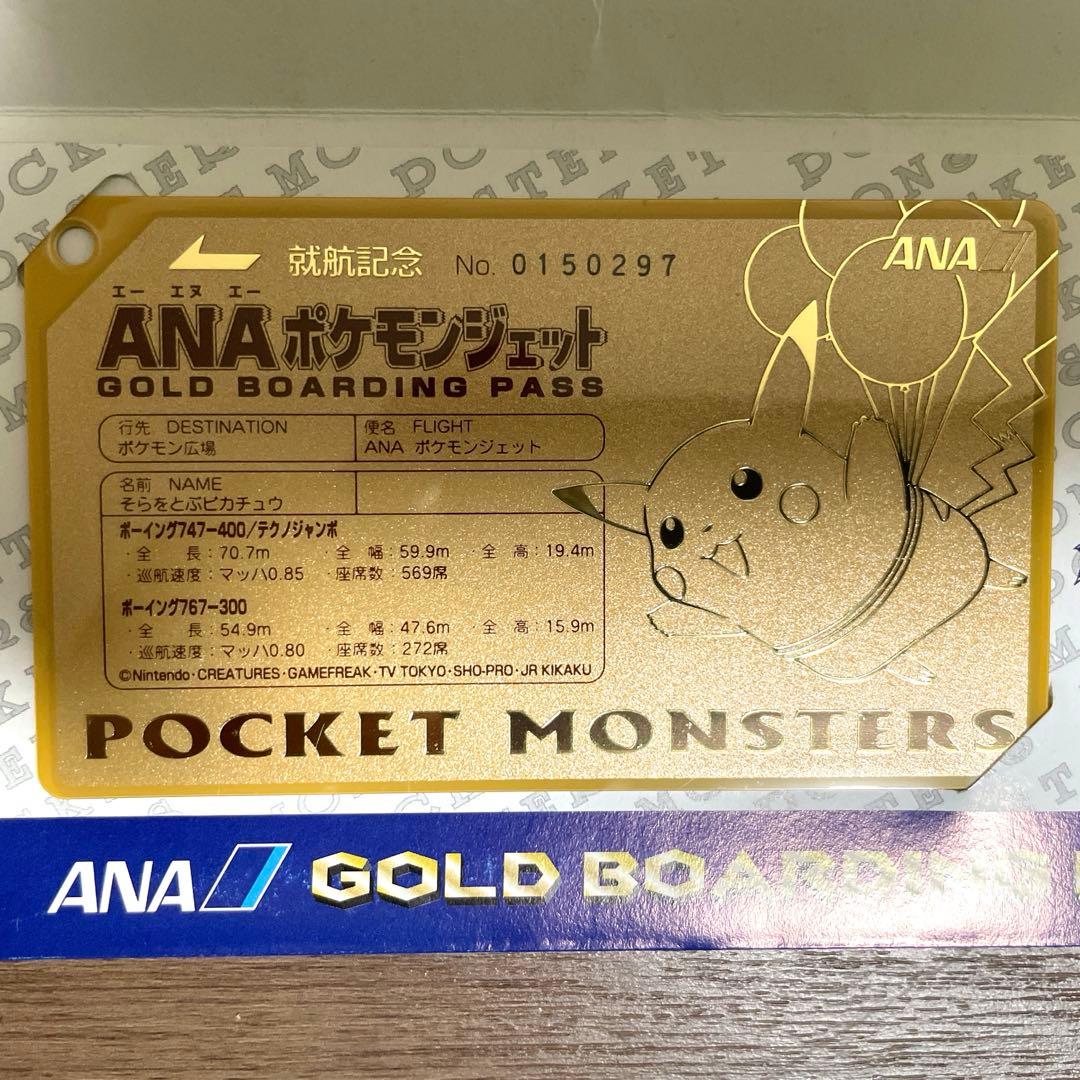 就航記念 No. 0150297
ANA
エー エヌ エー
ANAポケモンジェット
GOLD BOARDING PASS
行先 DESTINATION
ポケモン広場
便名 FLIGHT
ANA ポケモンジェット
名前 NAME
そらをとぶピカチュウ
ボーイング747-400/テクノジャンボ
・全 長：70.7m ・全 幅：59.9m ・全 高：19.4m
・巡航速度：マッハ0.85 ・座席数：569席
ボーイング767-300
・全 長：54.9m ・全 幅：47.6m ・全 高：15.9m
・巡航速度：マッハ0.80 ・座席数：272席
©Nintendo・CREATURES・GAMEFREAK・TV TOKYO・SHO-PRO・JR KIKAKU
POCKET MONSTERS
ANA GOLD BOARDING